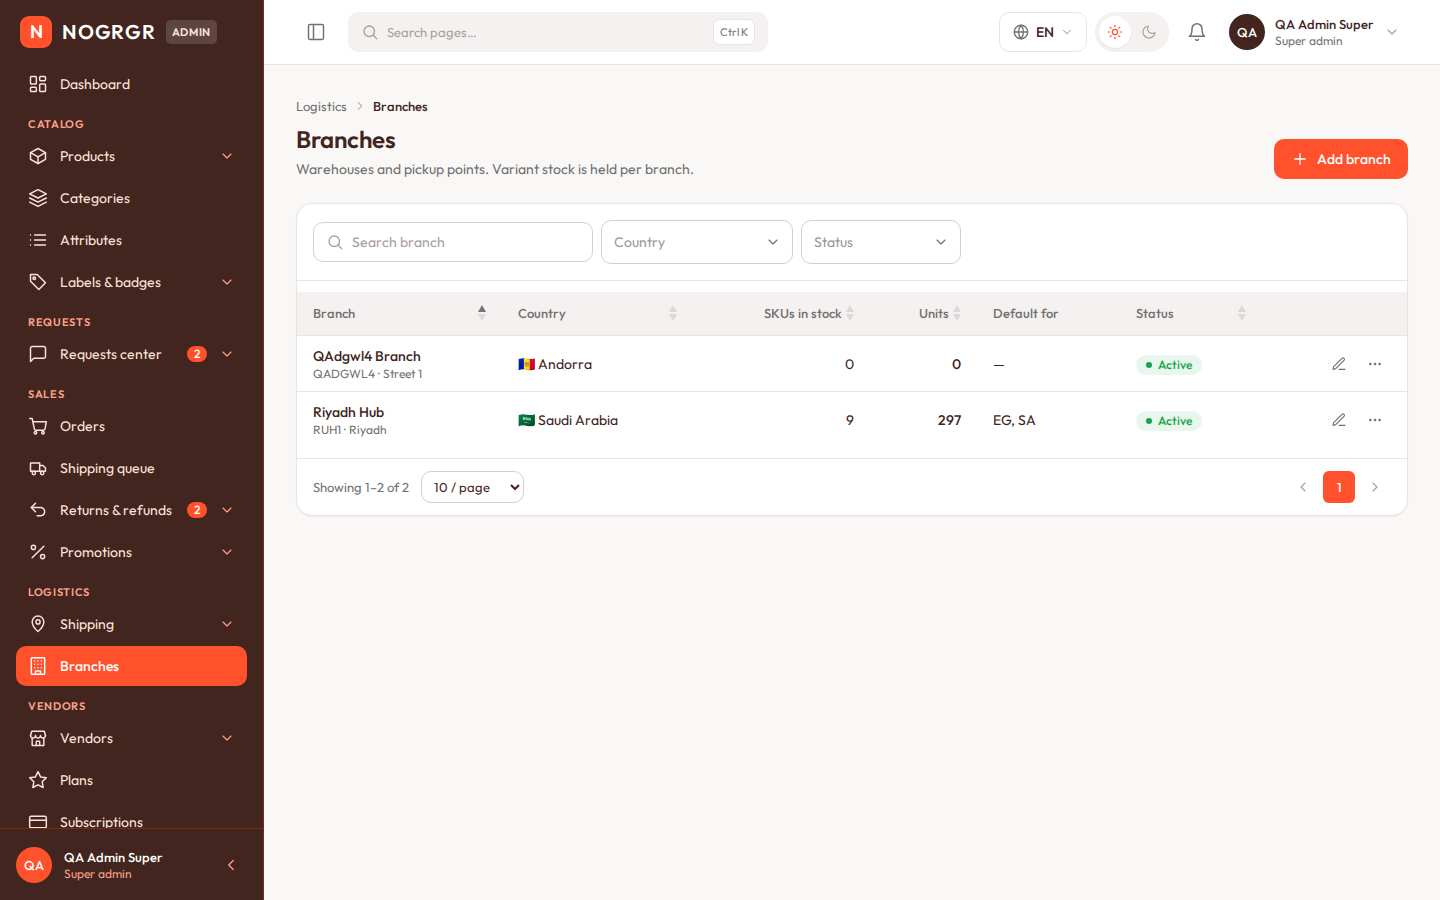 N NOGRGR ADMIN
Dashboard
CATALOG
Products
Categories
Attributes
Labels & badges
REQUESTS
Requests center 2
SALES
Orders
Shipping queue
Returns & refunds 2
Promotions
LOGISTICS
Shipping
Branches
VENDORS
Vendors
Plans
Subscriptions
QA QA Admin Super
Super admin
Search pages... Ctrl K
EN
QA QA Admin Super
Super admin
Logistics > Branches
Branches
Warehouses and pickup points. Variant stock is held per branch.
+ Add branch
Search branch Country Status
Branch Country SKUs in stock Units Default for Status
QAdgwl4 Branch
QADGWL4 · Street 1
Andorra 0 0 — Active
Riyadh Hub
RUH1 · Riyadh
Saudi Arabia 9 297 EG, SA Active
Showing 1–2 of 2 10 / page 1